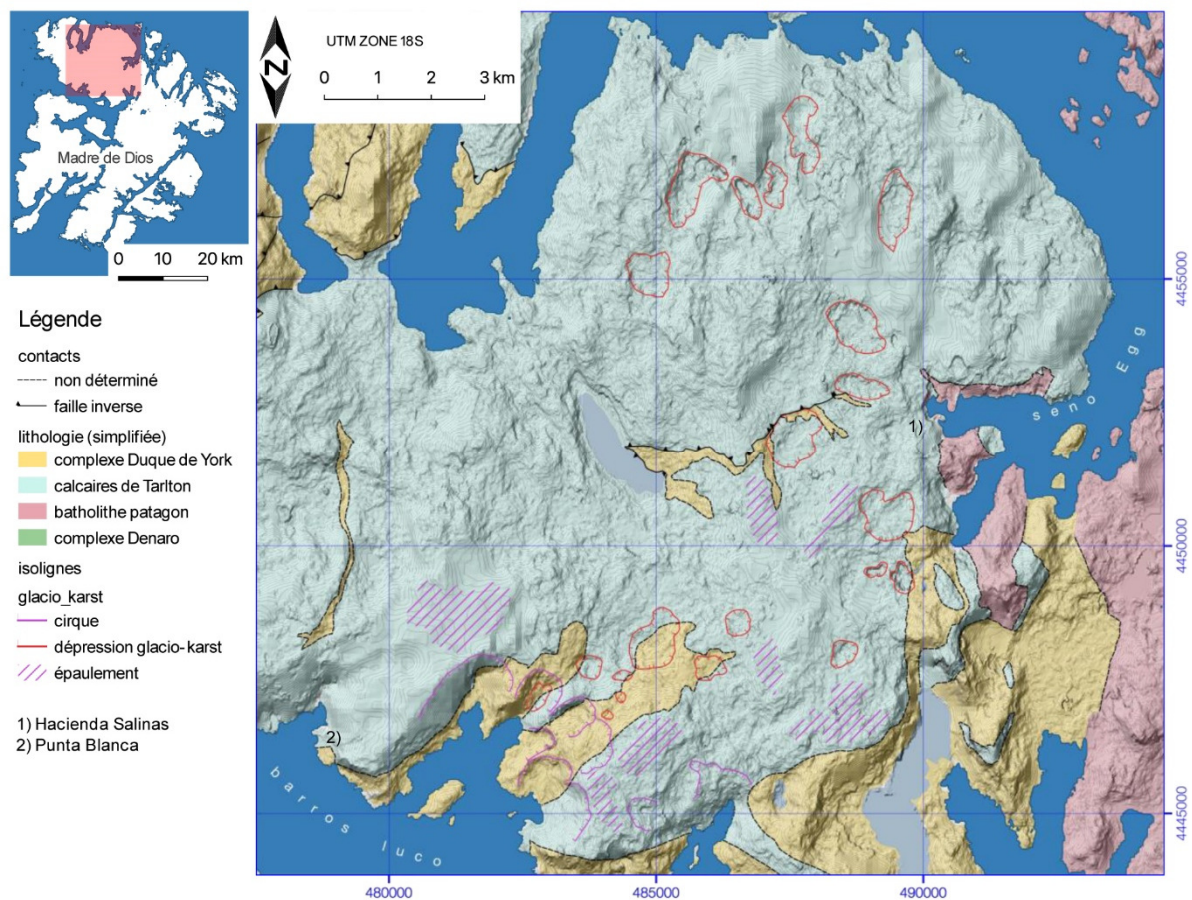 Madre de Dios
0 10 20 km
N
UTM ZONE 18S
0 1 2 3 km
Légende
contacts
non déterminé
faille inverse
lithologie (simplifiée)
complexe Duque de York
calcaires de Tarlton
batholithe patagon
complexe Denaro
isolignes
glacio_karst
cirque
dépression glacio-karst
épaulement
1) Hacienda Salinas
2) Punta Blanca
seno Egg
1)
2)
barros luco
4455000
4450000
4445000
480000 485000 490000